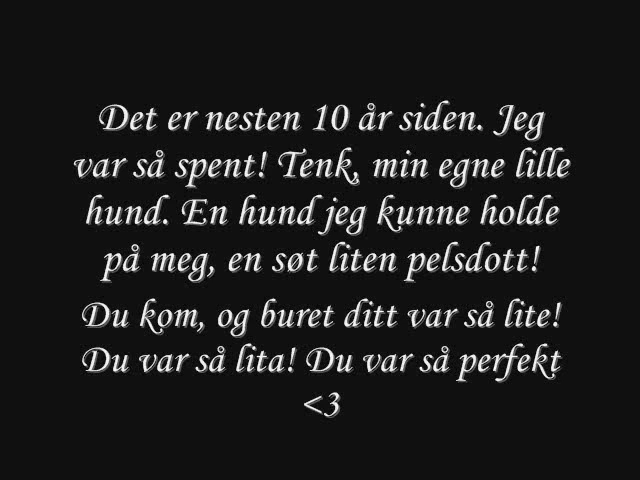 Det er nesten 10 år siden. Jeg
var så spent! Tenk, min egne lille
hund. En hund jeg kunne holde
på meg, en søt liten pelsdott!
Du kom, og buret ditt var så lite!
Du var så lita! Du var så perfekt
<3